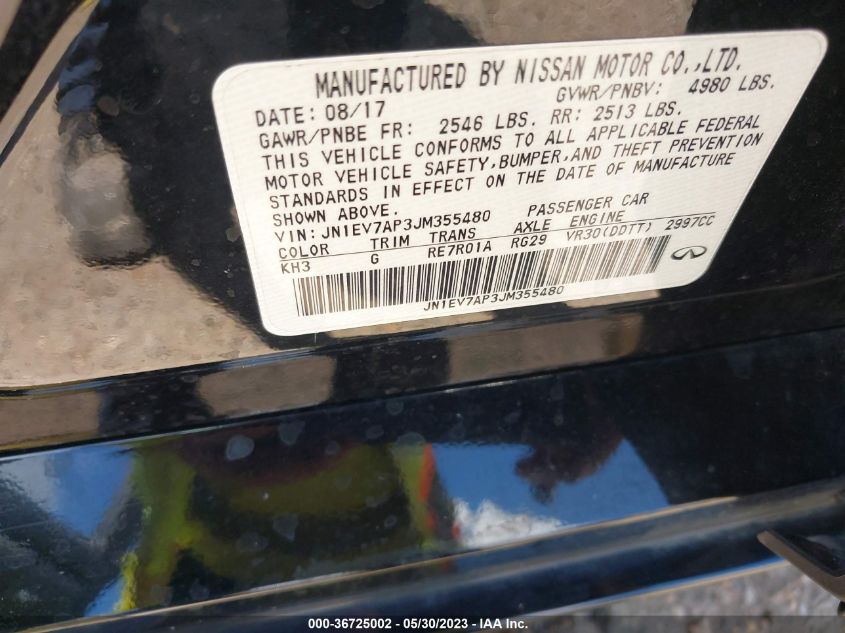 MANUFACTURED BY NISSAN MOTOR CO.,LTD.
DATE: 08/17 GVWR/PNBV: 4980 LBS.
GAWR/PNBE FR: 2546 LBS. RR: 2513 LBS.
THIS VEHICLE CONFORMS TO ALL APPLICABLE FEDERAL
MOTOR VEHICLE SAFETY,BUMPER,AND THEFT PREVENTION
STANDARDS IN EFFECT ON THE DATE OF MANUFACTURE
SHOWN ABOVE.
VIN: JN1EV7AP3JM355480 PASSENGER CAR
COLOR TRIM TRANS AXLE ENGINE
KH3 G RE7R01A RG29 VR30(DDTT) 2997CC
JN1EV7AP3JM355480
000-36725002 - 05/30/2023 - IAA Inc.